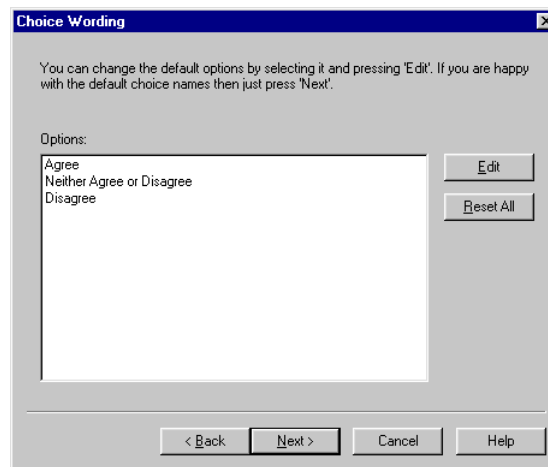 Choice Wording
You can change the default options by selecting it and pressing 'Edit'. If you are happy
with the default choice names then just press 'Next'.
Options:
Agree
Neither Agree or Disagree
Disagree
Edit
Reset All
< Back
Next >
Cancel
Help